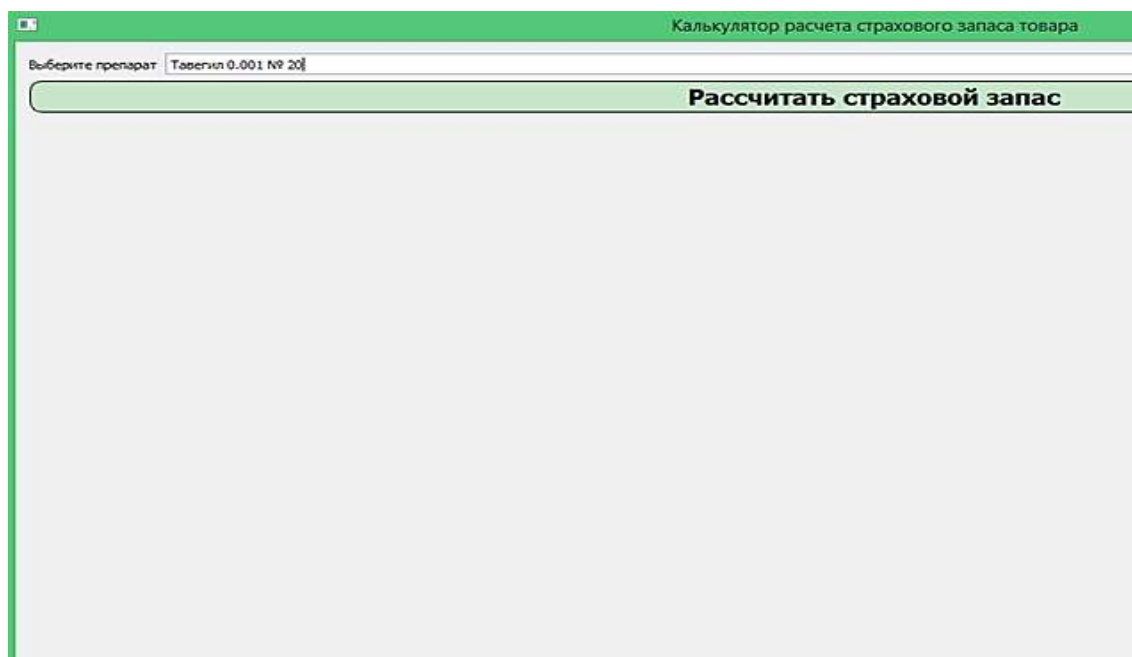 Калькулятор расчета страхового запаса товара
Выберите препарат Тавегил 0.001 № 20
Рассчитать страховой запас